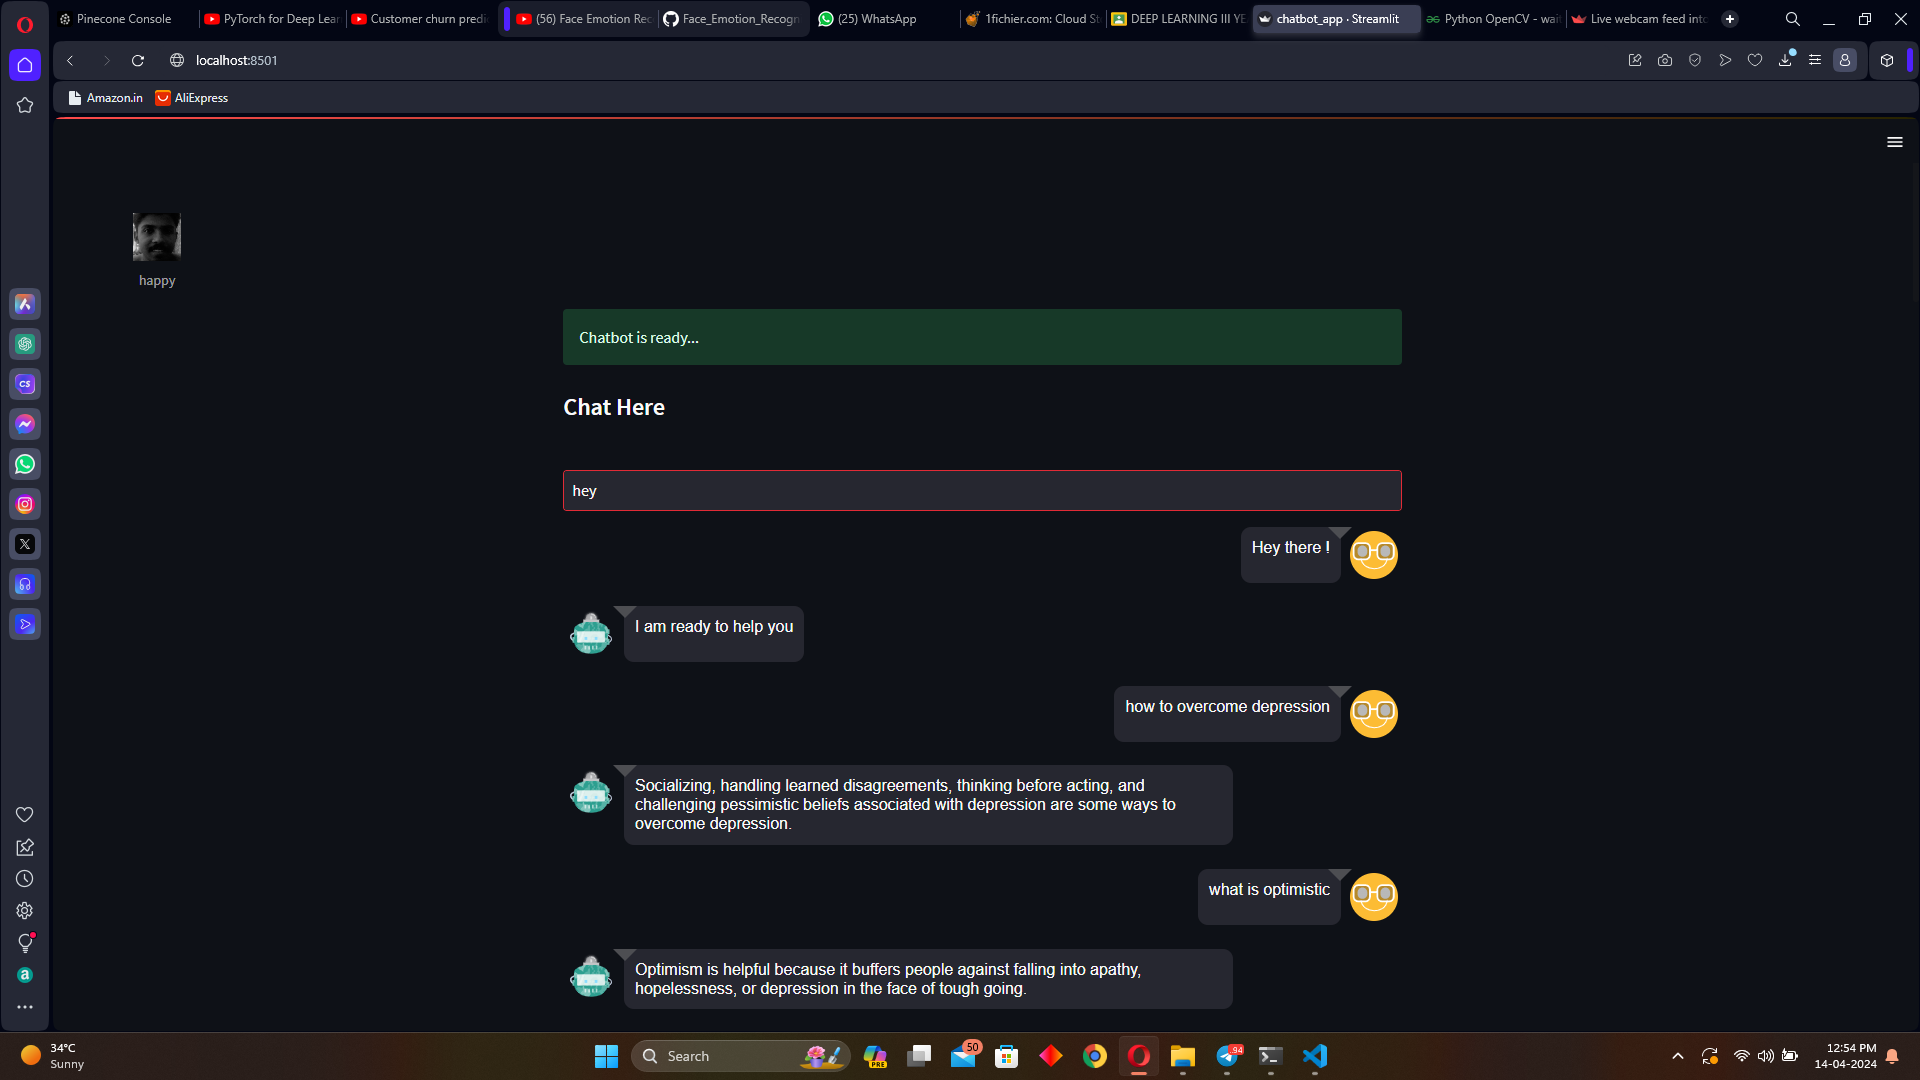 Pinecone Console
PyTorch for Deep Lear
Customer churn predi
(56) Face Emotion Rec
Face_Emotion_Recogn
(25) WhatsApp
1fichier.com: Cloud St
DEEP LEARNING III YE
chatbot_app · Streamlit
Python OpenCV - wait
Live webcam feed into
localhost:8501
Amazon.in
AliExpress
happy
Chatbot is ready...
Chat Here
hey
Hey there !
I am ready to help you
how to overcome depression
Socializing, handling learned disagreements, thinking before acting, and
challenging pessimistic beliefs associated with depression are some ways to
overcome depression.
what is optimistic
Optimism is helpful because it buffers people against falling into apathy,
hopelessness, or depression in the face of tough going.
CS
a
34°C
Sunny
Search
PRE
50
94
12:54 PM
14-04-2024